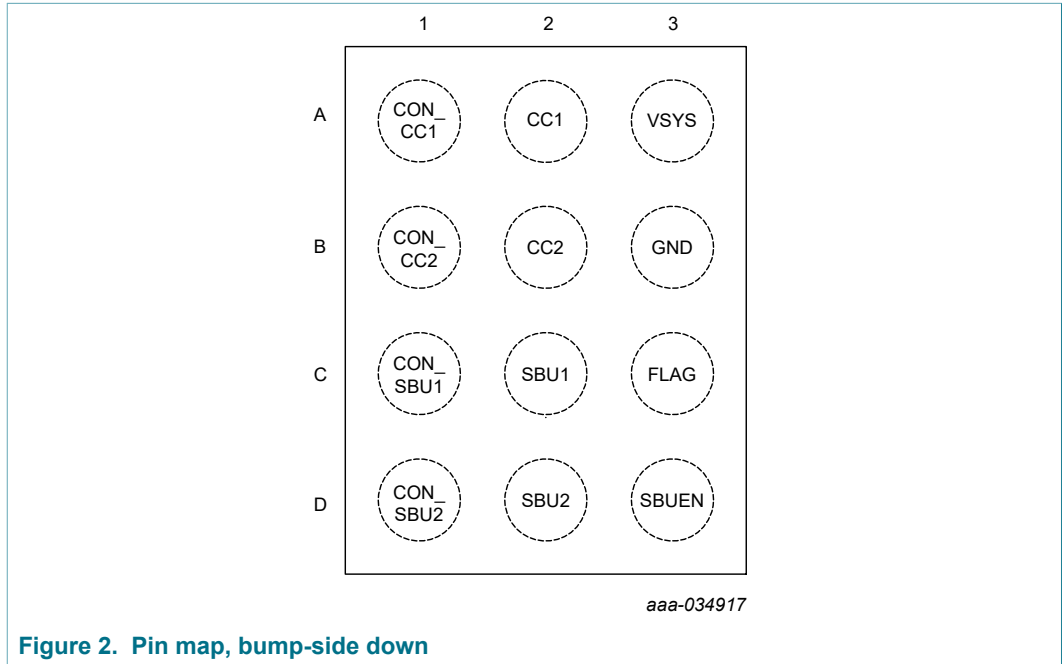 1 2 3
A CON_ CC1 CC1 VSYS
B CON_ CC2 CC2 GND
C CON_ SBU1 SBU1 FLAG
D CON_ SBU2 SBU2 SBUEN
aaa-034917
Figure 2. Pin map, bump-side down